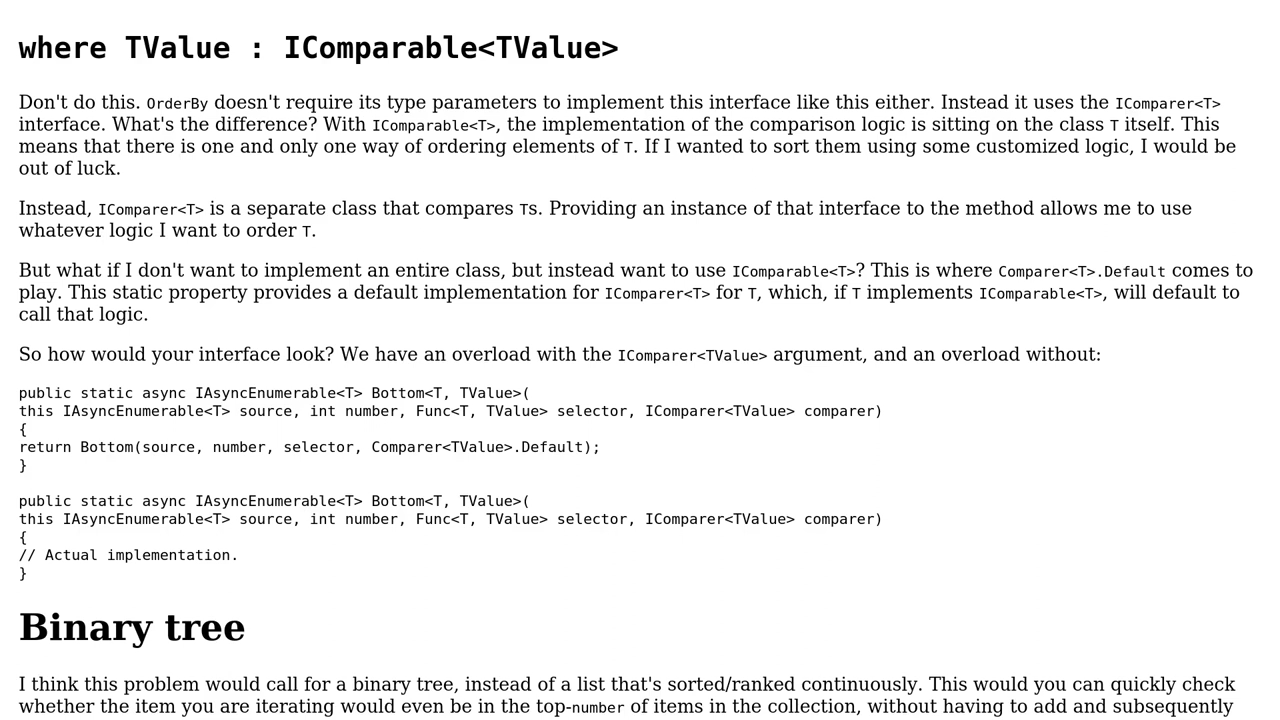 where TValue : IComparable<TValue>
Don't do this. OrderBy doesn't require its type parameters to implement this interface like this either. Instead it uses the IComparer<T>
interface. What's the difference? With IComparable<T>, the implementation of the comparison logic is sitting on the class T itself. This
means that there is one and only one way of ordering elements of T. If I wanted to sort them using some customized logic, I would be
out of luck.
Instead, IComparer<T> is a separate class that compares Ts. Providing an instance of that interface to the method allows me to use
whatever logic I want to order T.
But what if I don't want to implement an entire class, but instead want to use IComparable<T>? This is where Comparer<T>.Default comes to
play. This static property provides a default implementation for IComparer<T> for T, which, if T implements IComparable<T>, will default to
call that logic.
So how would your interface look? We have an overload with the IComparer<TValue> argument, and an overload without:
public static async IAsyncEnumerable<T> Bottom<T, TValue>(
this IAsyncEnumerable<T> source, int number, Func<T, TValue> selector, IComparer<TValue> comparer)
{
return Bottom(source, number, selector, Comparer<TValue>.Default);
}
public static async IAsyncEnumerable<T> Bottom<T, TValue>(
this IAsyncEnumerable<T> source, int number, Func<T, TValue> selector, IComparer<TValue> comparer)
{
// Actual implementation.
}
Binary tree
I think this problem would call for a binary tree, instead of a list that's sorted/ranked continuously. This would you can quickly check
whether the item you are iterating would even be in the top-number of items in the collection, without having to add and subsequently